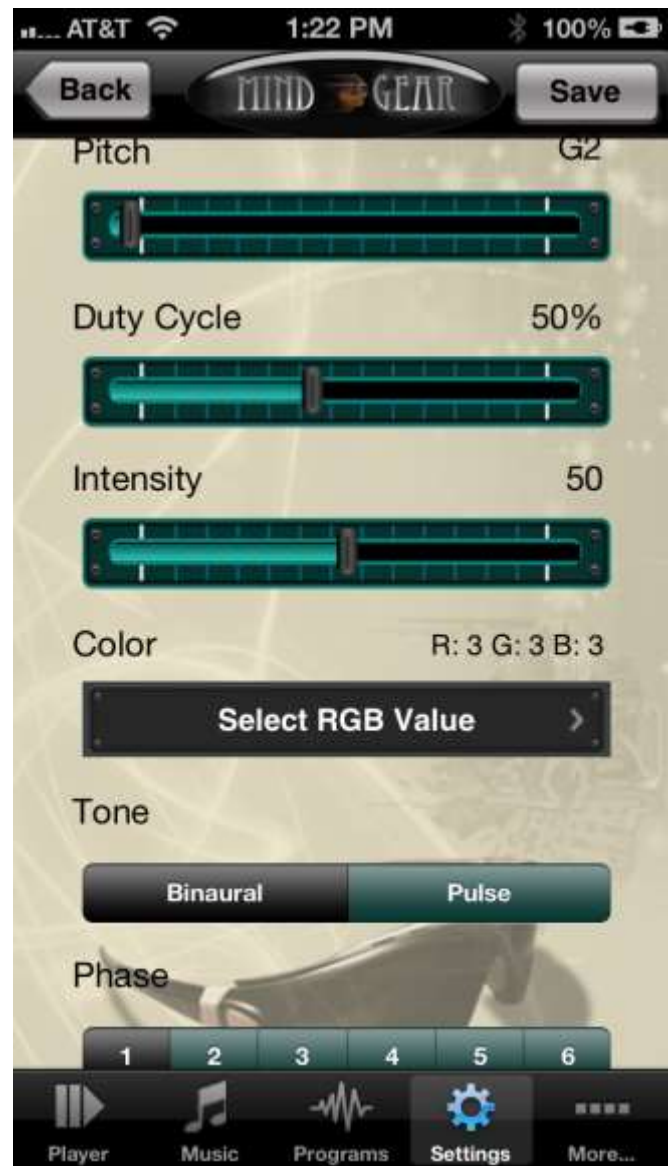 AT&T 1:22 PM 100%
Back MIND GEAR Save
Pitch G2
Duty Cycle 50%
Intensity 50
Color R: 3 G: 3 B: 3
Select RGB Value
Tone
Binaural Pulse
Phase
1 2 3 4 5 6
Player Music Programs Settings More...